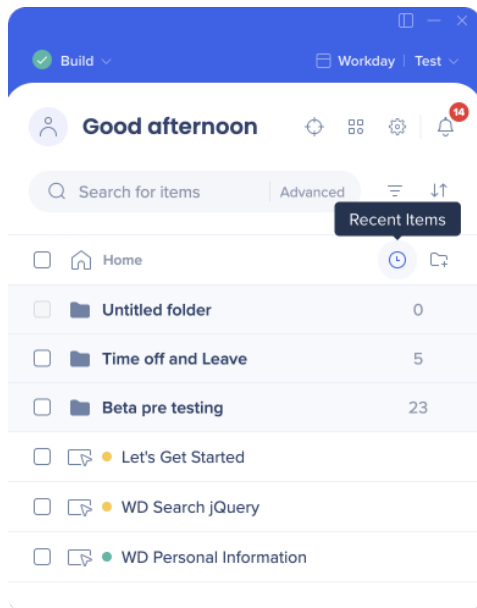 Build
Workday | Test
Good afternoon
14
Search for items
Advanced
Recent Items
Home
Untitled folder 0
Time off and Leave 5
Beta pre testing 23
Let's Get Started
WD Search jQuery
WD Personal Information